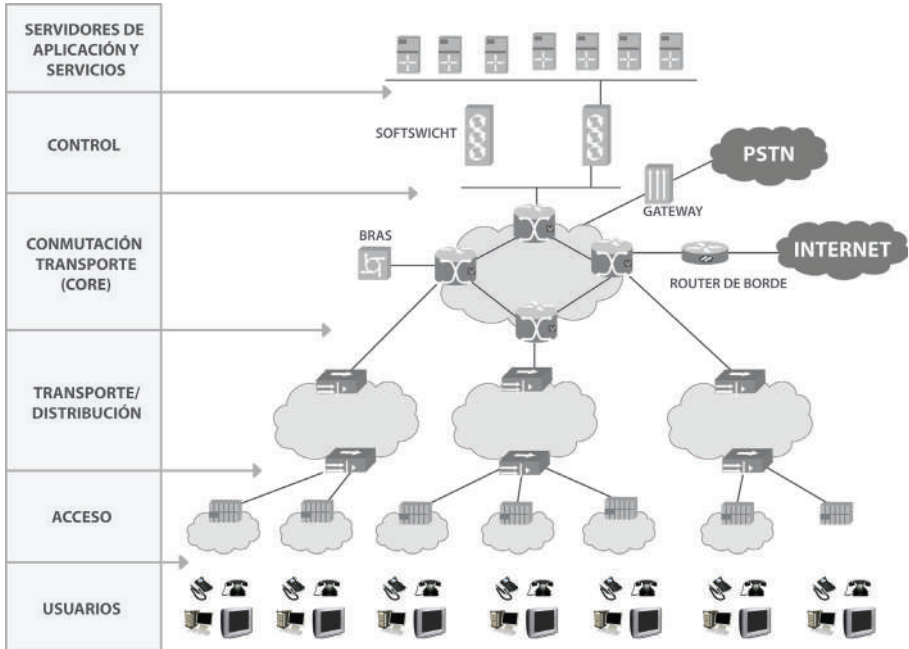 SERVIDORES DE
APLICACIÓN Y
SERVICIOS
CONTROL
SOFTSWICHT
PSTN
GATEWAY
CONMUTACIÓN
TRANSPORTE
(CORE)
BRAS
INTERNET
ROUTER DE BORDE
TRANSPORTE/
DISTRIBUCIÓN
ACCESO
USUARIOS